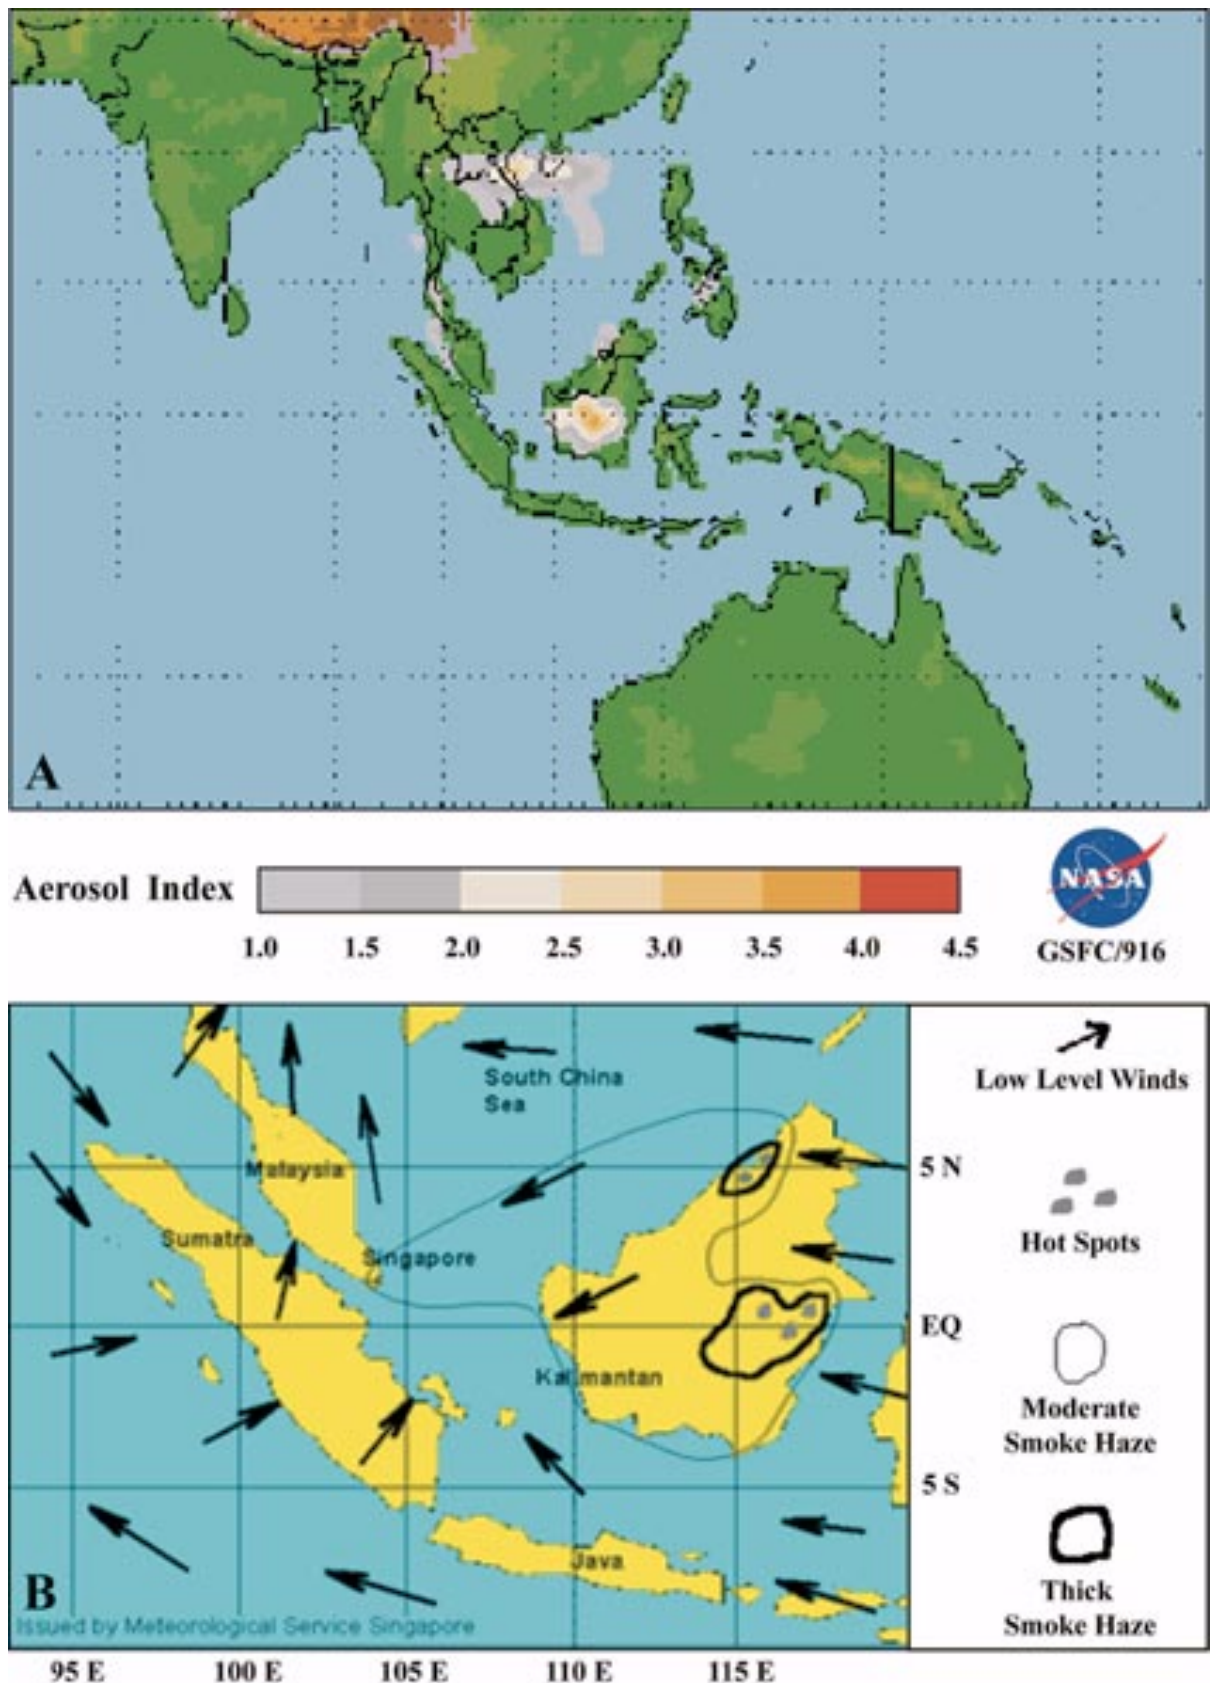 A
Aerosol Index
1.0 1.5 2.0 2.5 3.0 3.5 4.0 4.5
NASA
GSFC/916
Low Level Winds
South China
Sea
Malaysia
5 N
Sumatra
Singapore
Hot Spots
EQ
Kalimantan
Moderate
Smoke Haze
5 S
Java
Thick
Smoke Haze
B
Issued by Meteorological Service Singapore
95 E 100 E 105 E 110 E 115 E